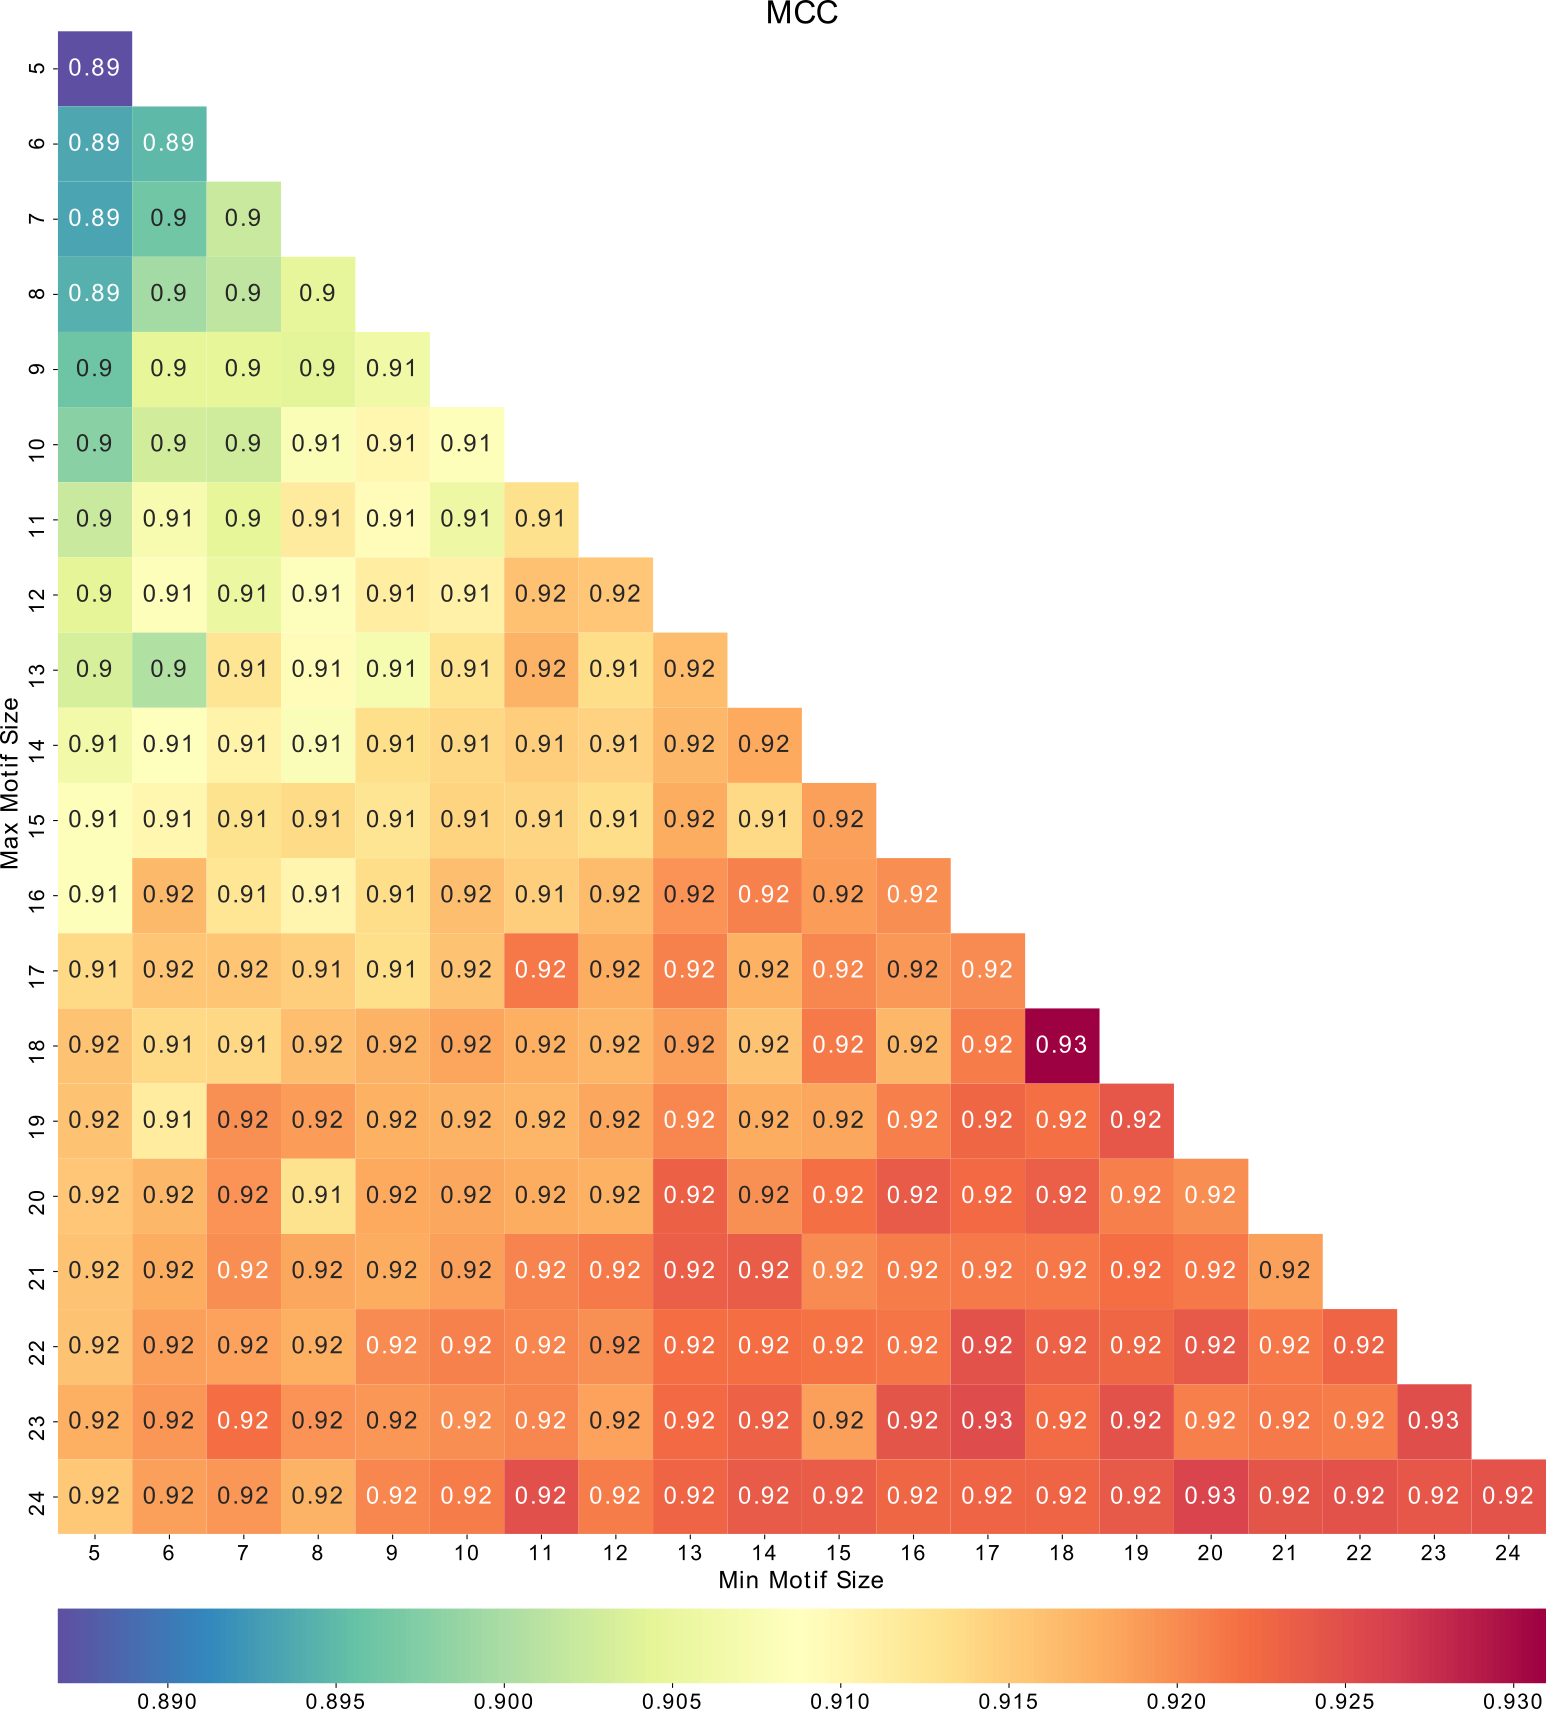 MCC
5 0.89
6 0.89 0.89
7 0.89 0.9 0.9
8 0.89 0.9 0.9 0.9
9 0.9 0.9 0.9 0.9 0.91
10 0.9 0.9 0.9 0.91 0.91 0.91
11 0.9 0.91 0.9 0.91 0.91 0.91 0.91
12 0.9 0.91 0.91 0.91 0.91 0.91 0.92 0.92
13 0.9 0.9 0.91 0.91 0.91 0.91 0.92 0.91 0.92
14 0.91 0.91 0.91 0.91 0.91 0.91 0.91 0.91 0.92 0.92
Max Motif Size
15 0.91 0.91 0.91 0.91 0.91 0.91 0.91 0.91 0.92 0.91 0.92
16 0.91 0.92 0.91 0.91 0.91 0.92 0.91 0.92 0.92 0.92 0.92 0.92
17 0.91 0.92 0.92 0.91 0.91 0.92 0.92 0.92 0.92 0.92 0.92 0.92 0.92
18 0.92 0.91 0.91 0.92 0.92 0.92 0.92 0.92 0.92 0.92 0.92 0.92 0.92 0.93
19 0.92 0.91 0.92 0.92 0.92 0.92 0.92 0.92 0.92 0.92 0.92 0.92 0.92 0.92 0.92
20 0.92 0.92 0.92 0.91 0.92 0.92 0.92 0.92 0.92 0.92 0.92 0.92 0.92 0.92 0.92 0.92
21 0.92 0.92 0.92 0.92 0.92 0.92 0.92 0.92 0.92 0.92 0.92 0.92 0.92 0.92 0.92 0.92 0.92
22 0.92 0.92 0.92 0.92 0.92 0.92 0.92 0.92 0.92 0.92 0.92 0.92 0.92 0.92 0.92 0.92 0.92 0.92
23 0.92 0.92 0.92 0.92 0.92 0.92 0.92 0.92 0.92 0.92 0.92 0.92 0.93 0.92 0.92 0.92 0.92 0.92 0.93
24 0.92 0.92 0.92 0.92 0.92 0.92 0.92 0.92 0.92 0.92 0.92 0.92 0.92 0.92 0.92 0.93 0.92 0.92 0.92 0.92
5 6 7 8 9 10 11 12 13 14 15 16 17 18 19 20 21 22 23 24
Min Motif Size
0.890 0.895 0.900 0.905 0.910 0.915 0.920 0.925 0.930